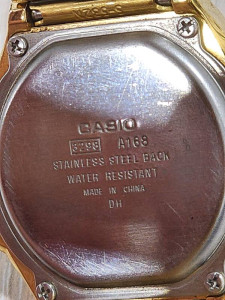 CASIO
3298 A168
STAINLESS STEEL BACK
WATER RESISTANT
MADE IN CHINA
DH